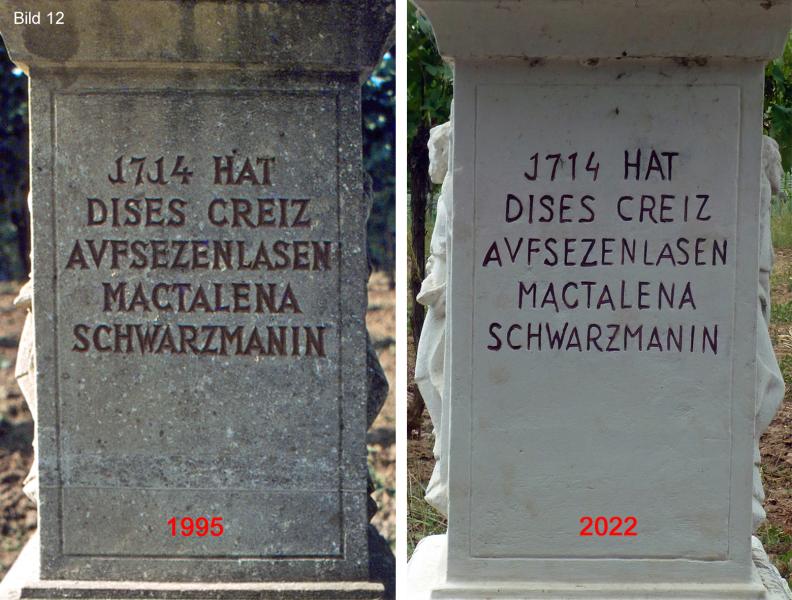 Bild 12
1714 HAT
DISES CREIZ
AVFSEZENLASEN
MACTALENA
SCHWARZMANIN
1995
1714 HAT
DISES CREIZ
AVFSEZENLASEN
MACTALENA
SCHWARZMANIN
2022